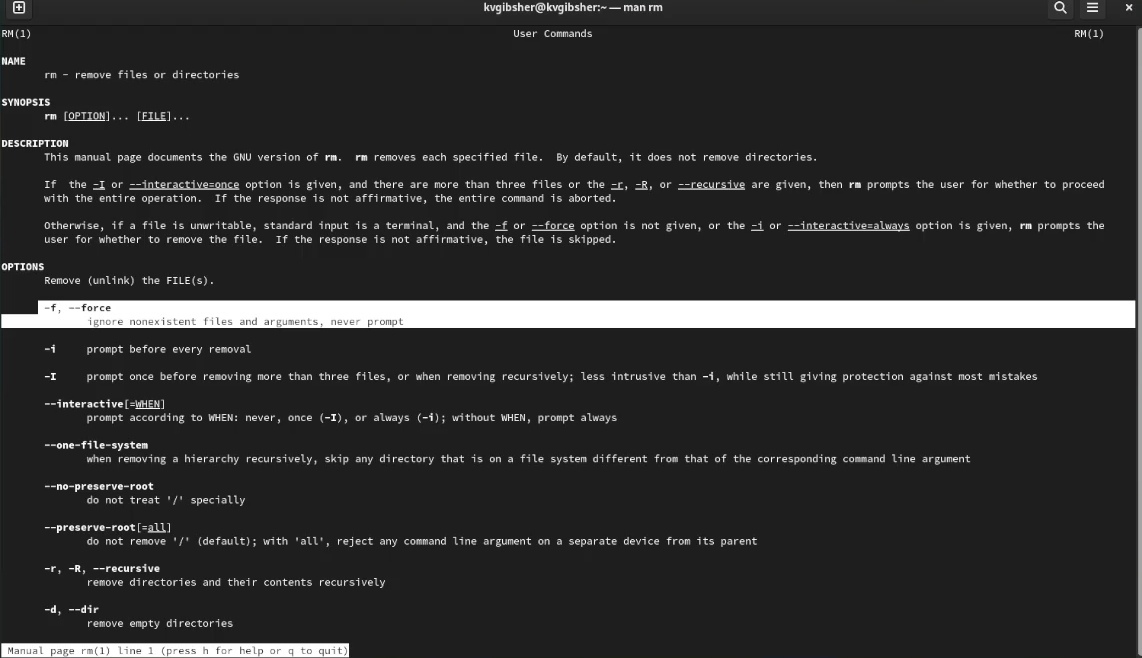 kvgibsher@kvgibsher:~ — man rm
RM(1) User Commands RM(1)
NAME
rm - remove files or directories
SYNOPSIS
rm [OPTION]... [FILE]...
DESCRIPTION
This manual page documents the GNU version of rm. rm removes each specified file. By default, it does not remove directories.
If the -I or --interactive=once option is given, and there are more than three files or the -r, -R, or --recursive are given, then rm prompts the user for whether to proceed
with the entire operation. If the response is not affirmative, the entire command is aborted.
Otherwise, if a file is unwritable, standard input is a terminal, and the -f or --force option is not given, or the -i or --interactive=always option is given, rm prompts the
user for whether to remove the file. If the response is not affirmative, the file is skipped.
OPTIONS
Remove (unlink) the FILE(s).
-f, --force
ignore nonexistent files and arguments, never prompt
-i prompt before every removal
-I prompt once before removing more than three files, or when removing recursively; less intrusive than -i, while still giving protection against most mistakes
--interactive[=WHEN]
prompt according to WHEN: never, once (-I), or always (-i); without WHEN, prompt always
--one-file-system
when removing a hierarchy recursively, skip any directory that is on a file system different from that of the corresponding command line argument
--no-preserve-root
do not treat '/' specially
--preserve-root[=all]
do not remove '/' (default); with 'all', reject any command line argument on a separate device from its parent
-r, -R, --recursive
remove directories and their contents recursively
-d, --dir
remove empty directories
Manual page rm(1) line 1 (press h for help or q to quit)